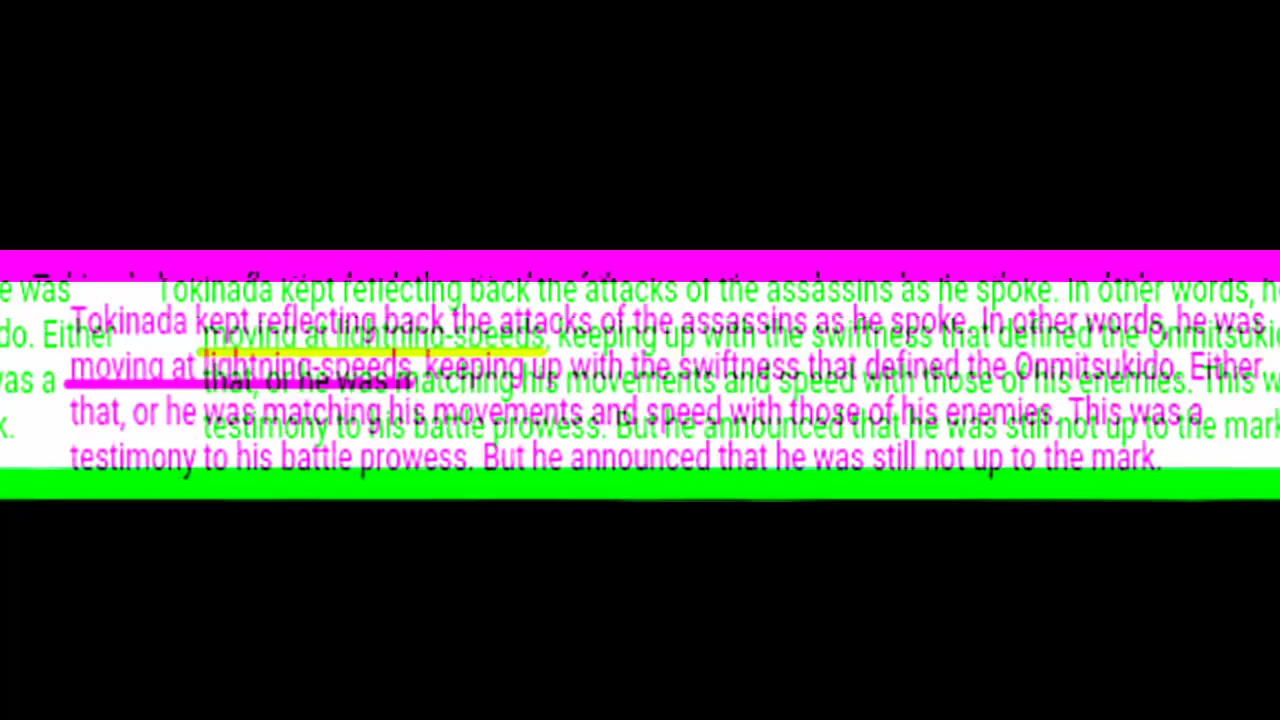 Tokinada kept reflecting back the attacks of the assassins as he spoke. In other words, he was
moving at lightning-speeds, keeping up with the swiftness that defined the Onmitsukido. Either
that, or he was matching his movements and speed with those of his enemies. This was a
testimony to his battle prowess. But he announced that he was still not up to the mark.